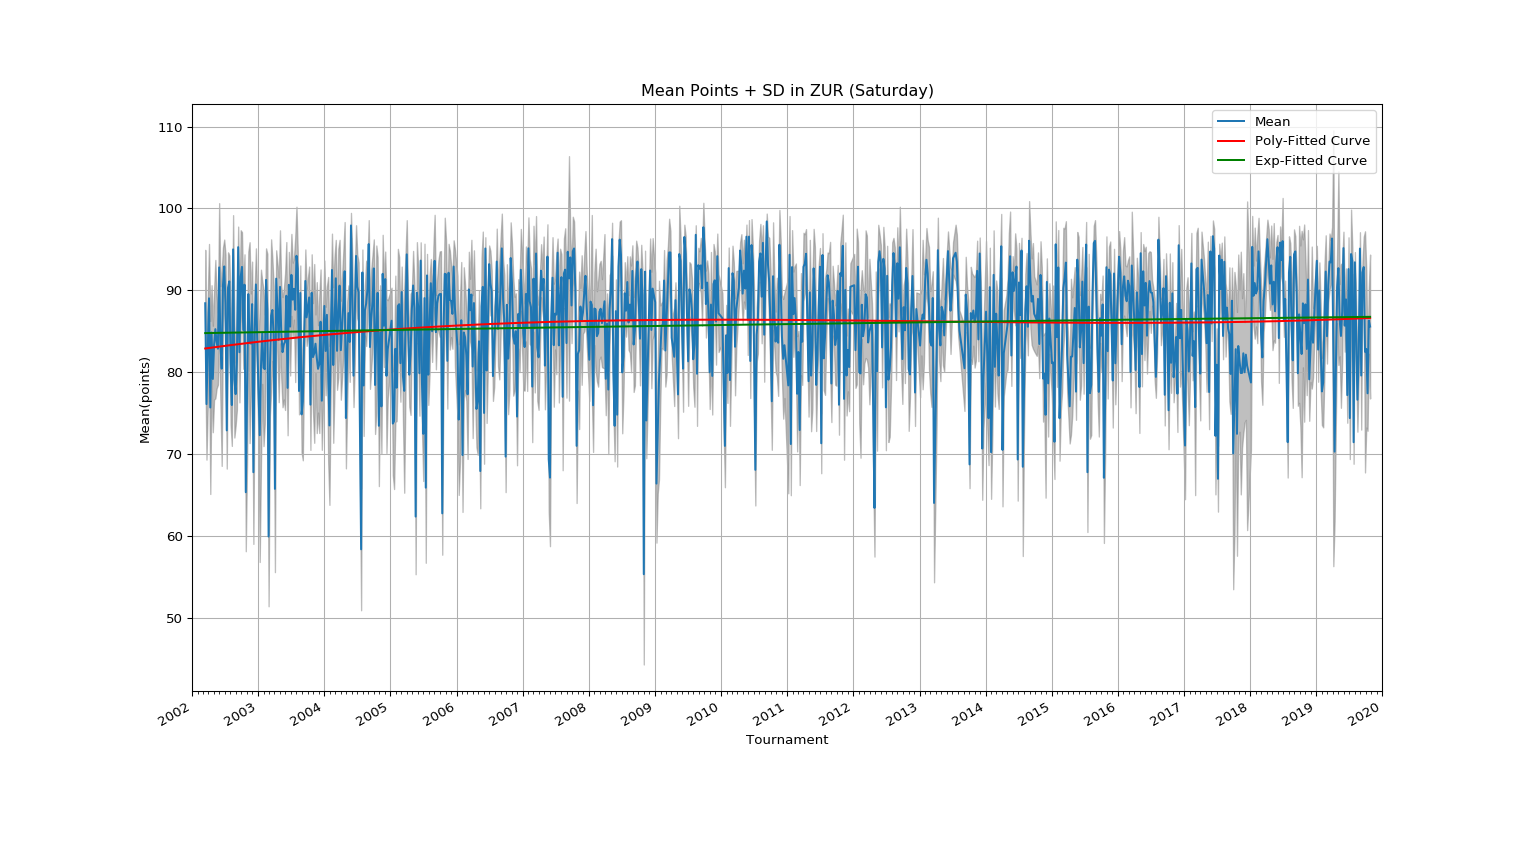 Mean Points + SD in ZUR (Saturday)
Mean
Poly-Fitted Curve
Exp-Fitted Curve
110
100
90
80
70
60
50
Mean(points)
2002 2003 2004 2005 2006 2007 2008 2009 2010 2011 2012 2013 2014 2015 2016 2017 2018 2019 2020
Tournament